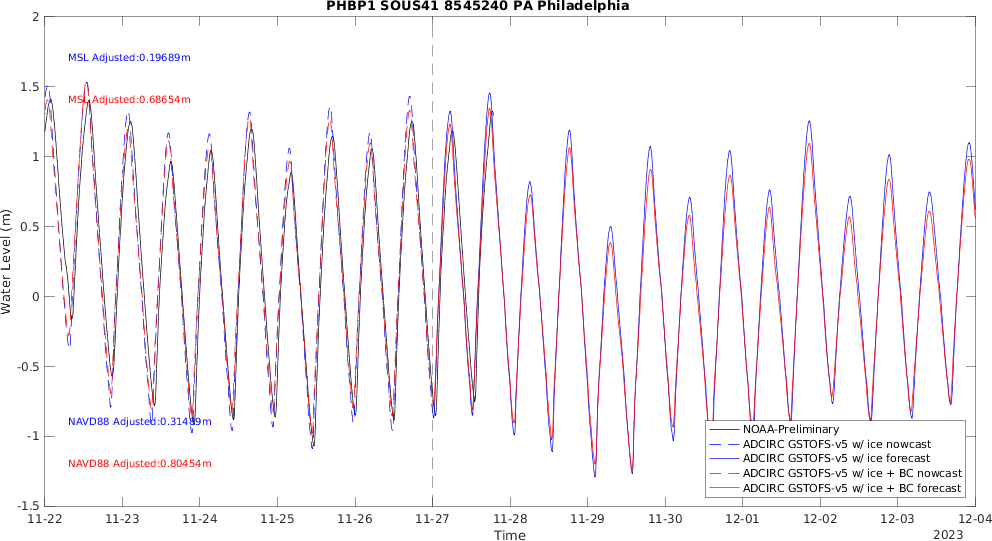 PHBP1 SOUS41 8545240 PA Philadelphia
2
1.5
1
0.5
0
-0.5
-1
-1.5
Water Level (m)
MSL Adjusted:0.19689m
MSL Adjusted:0.68654m
NAVD88 Adjusted:0.31489m
NAVD88 Adjusted:0.80454m
NOAA-Preliminary
ADCIRC GSTOFS-v5 w/ ice nowcast
ADCIRC GSTOFS-v5 w/ ice forecast
ADCIRC GSTOFS-v5 w/ ice + BC nowcast
ADCIRC GSTOFS-v5 w/ ice + BC forecast
11-22 11-23 11-24 11-25 11-26 11-27 11-28 11-29 11-30 12-01 12-02 12-03 12-04
Time
2023